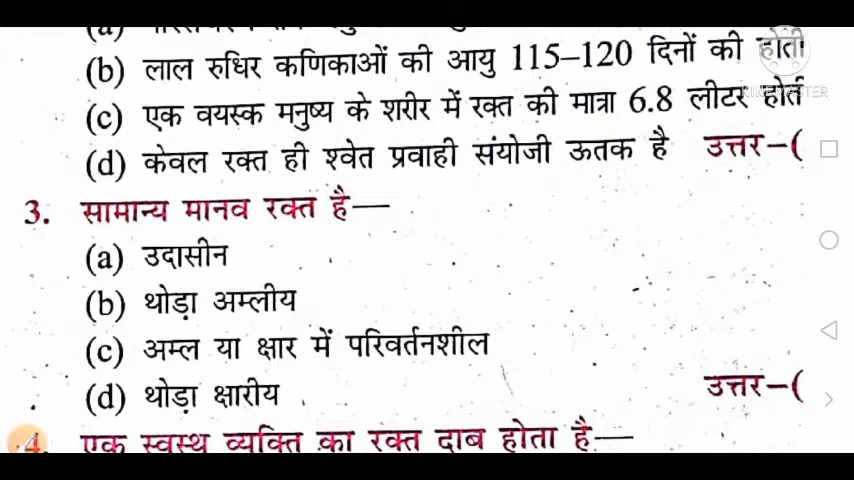 (b) लाल रुधिर कणिकाओं की आयु 115–120 दिनों की होती
KINEMASTER
(c) एक वयस्क मनुष्य के शरीर में रक्त की मात्रा 6.8 लीटर होती
(d) केवल रक्त ही श्वेत प्रवाही संयोजी ऊतक है उत्तर–(
3. सामान्य मानव रक्त है—
(a) उदासीन
(b) थोड़ा अम्लीय
(c) अम्ल या क्षार में परिवर्तनशील
(d) थोड़ा क्षारीय उत्तर–(
4. एक स्वस्थ व्यक्ति का रक्त दाब होता है—